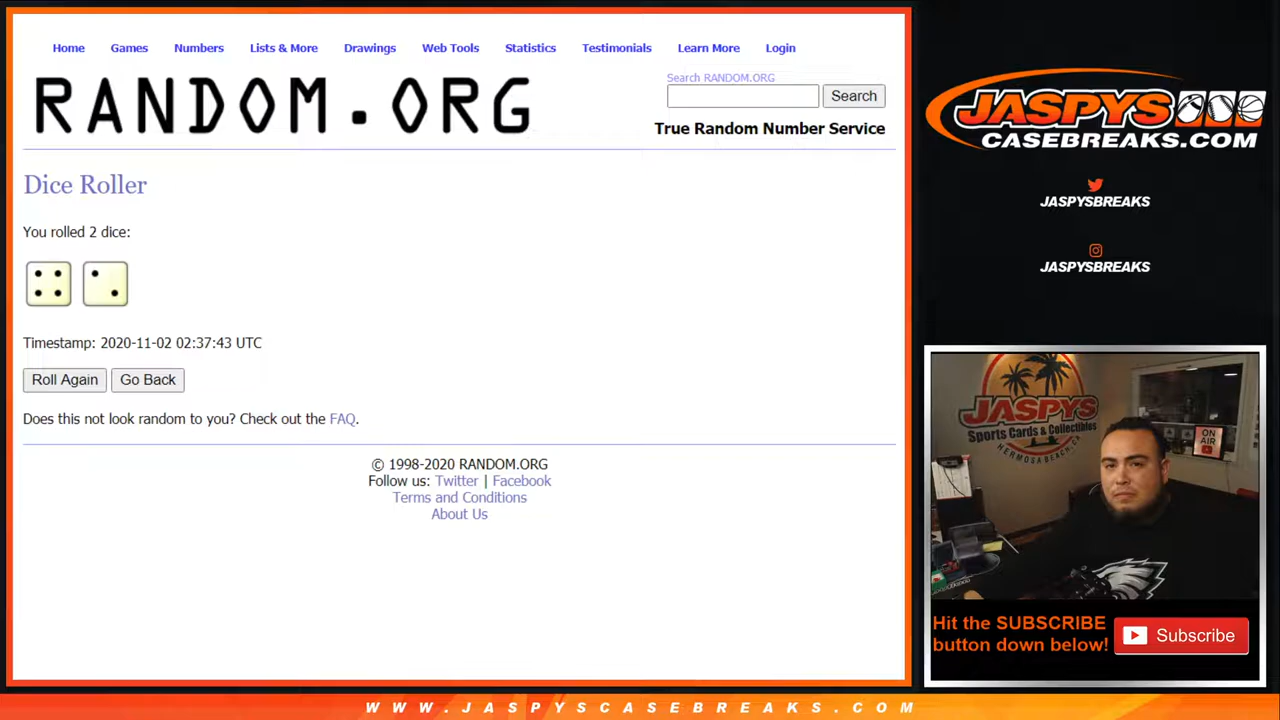 Home Games Numbers Lists & More Drawings Web Tools Statistics Testimonials Learn More Login
RANDOM.ORG
Search RANDOM.ORG
Search
True Random Number Service
Dice Roller
You rolled 2 dice:
Timestamp: 2020-11-02 02:37:43 UTC
Roll Again Go Back
Does this not look random to you? Check out the FAQ.
© 1998-2020 RANDOM.ORG
Follow us: Twitter | Facebook
Terms and Conditions
About Us
JASPYS
CASEBREAKS.COM
JASPYSBREAKS
JASPYSBREAKS
JASPYS
Sports Cards & Collectibles
HERMOSA BEACH, CA
ON
AIR
Hit the SUBSCRIBE
button down below!
Subscribe
WWW.JASPYSCASEBREAKS.COM